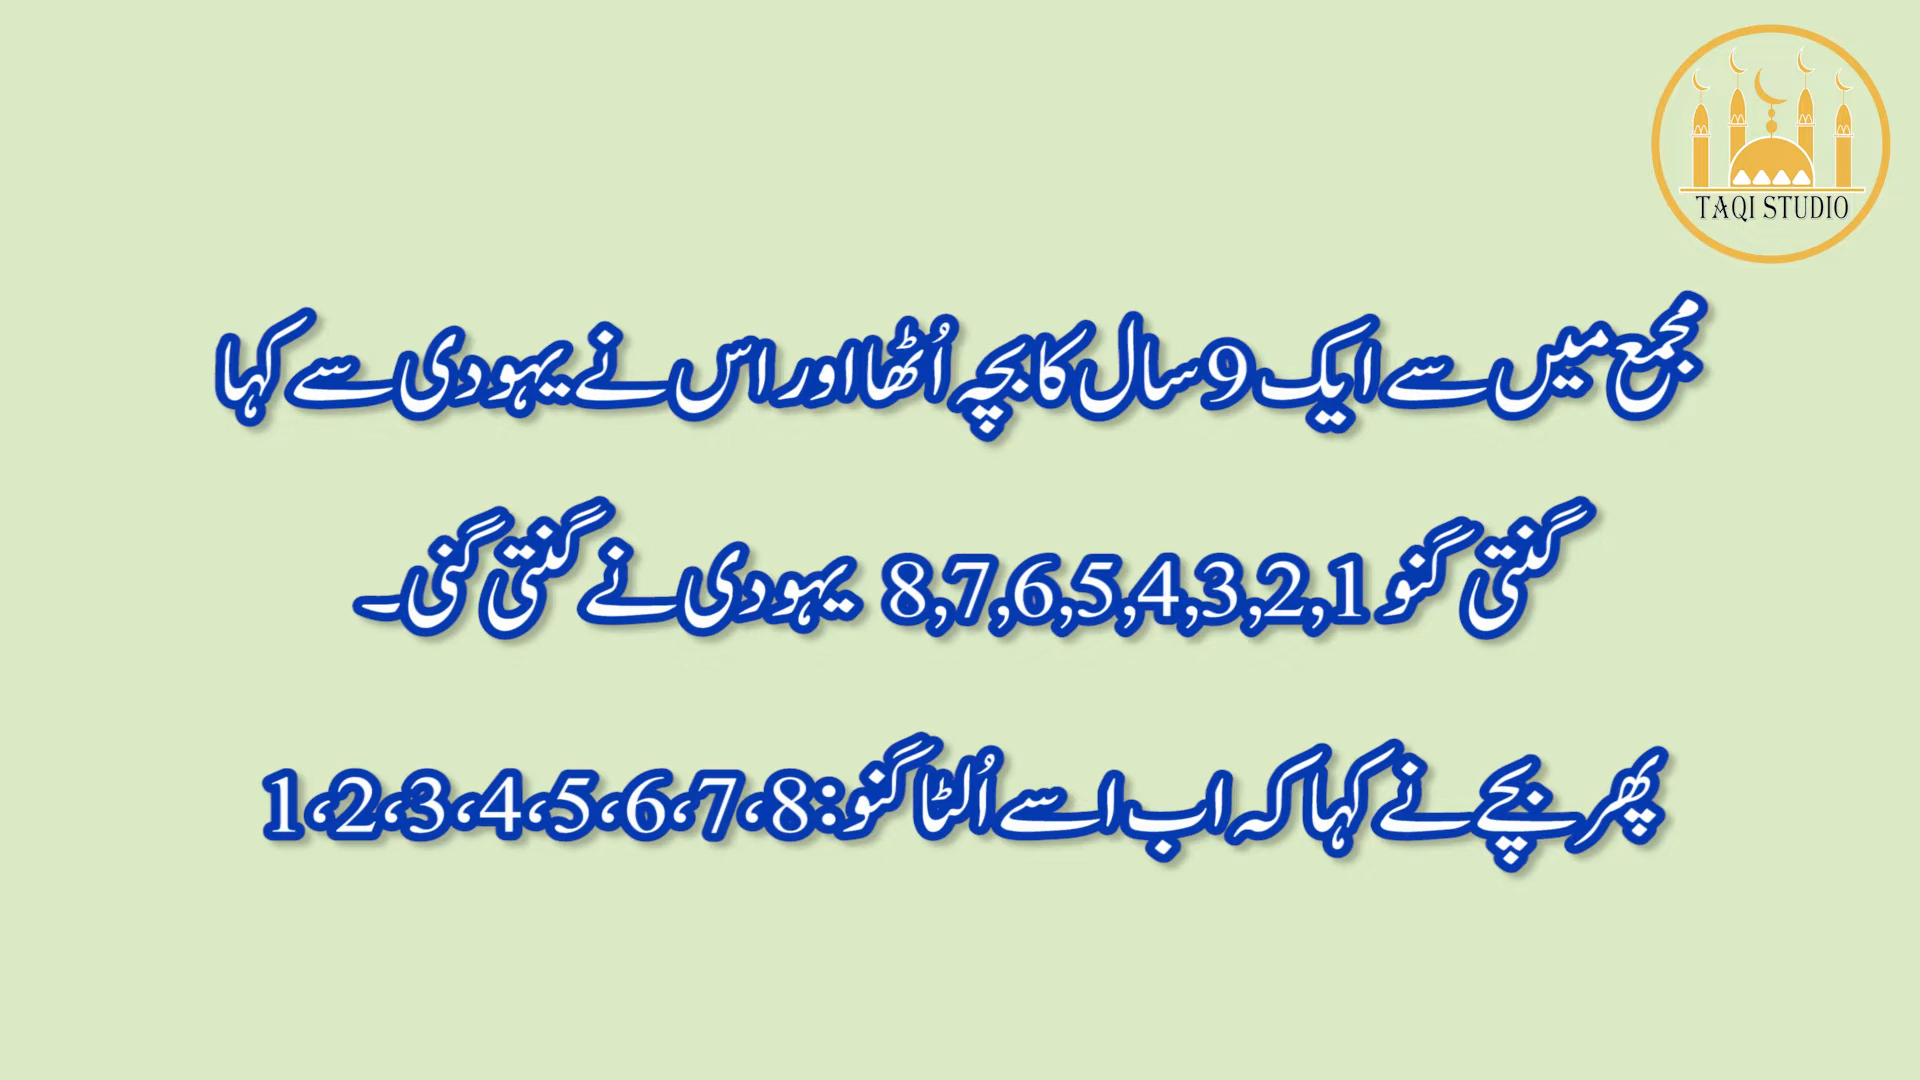 TAQI STUDIO
مجمع میں سے ایک 9 سال کا بچہ اُٹھا اور اس نے یہودی سے کہا
گنتی گنو 1,2,3,4,5,6,7,8 یہودی نے گنتی گنی۔
پھر بچے نے کہا کہ اب اسے اُلٹا گنو: 8،7،6،5،4،3،2،1